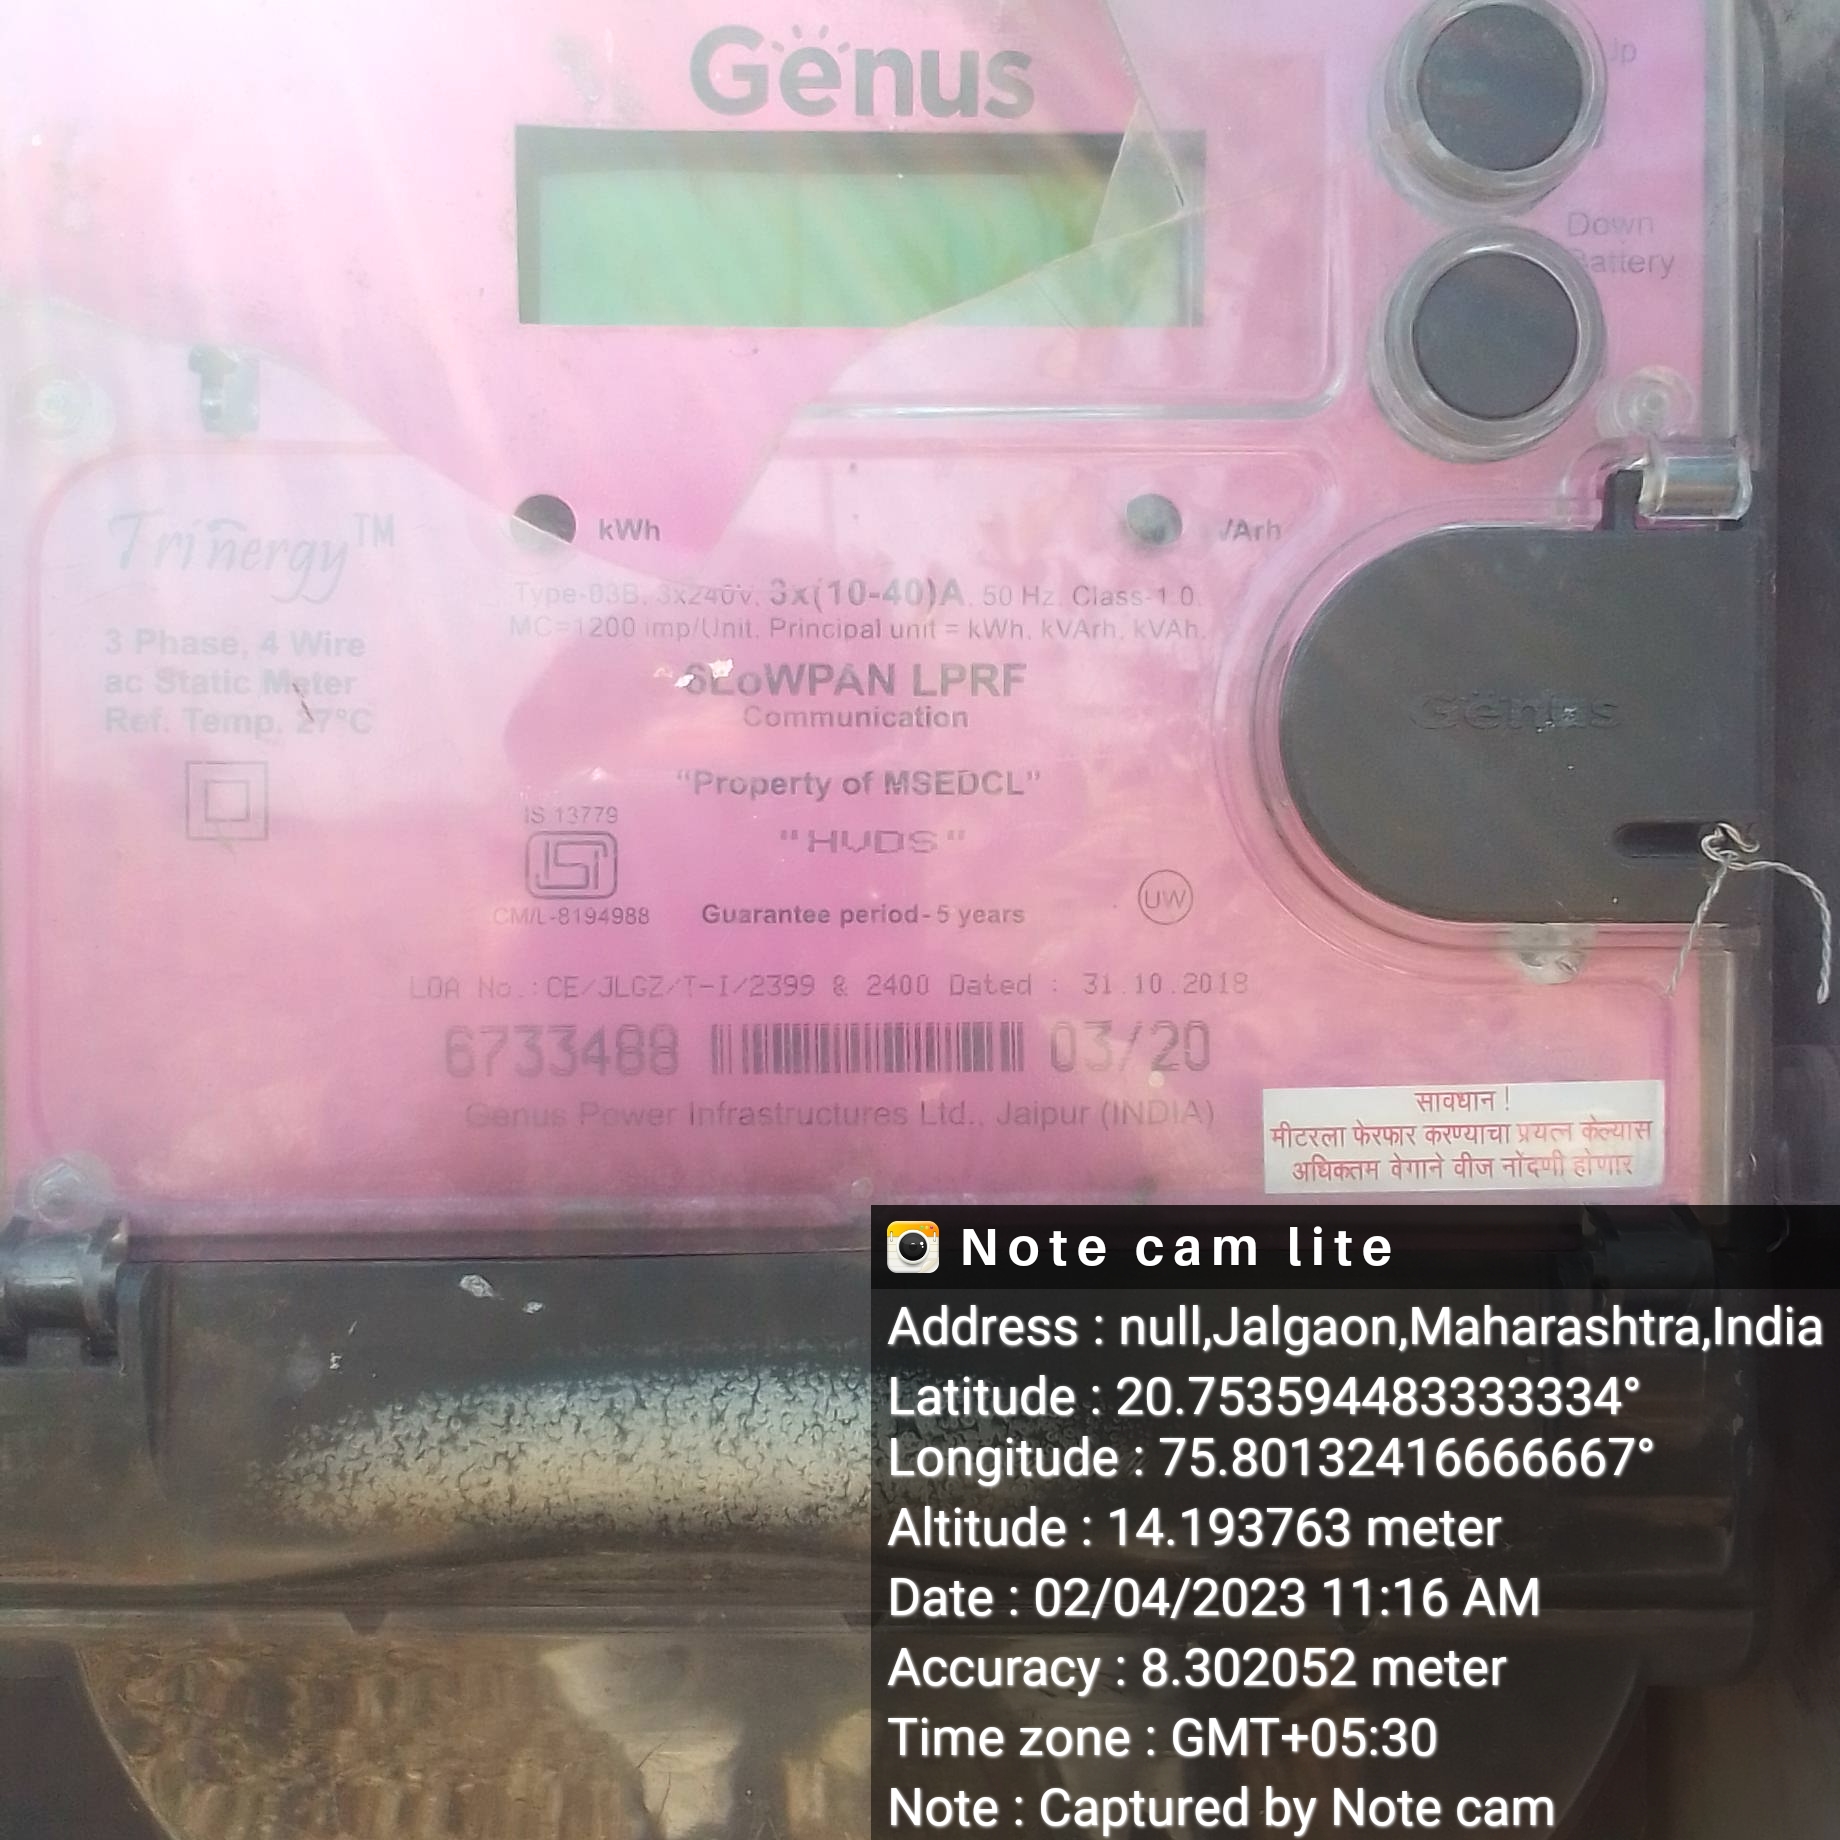 Genus
Up
Down
Battery
Trinergy™
kWh
3 Phase, 4 Wire
ac Static Meter
Ref. Temp. 27°C
Type-03B, 3x240v, 3x(10-40)A, 50 Hz, Class-1.0,
MC=1200 imp/Unit, Principal unit = kWh, kVArh, kVAh,
6LoWPAN LPRF
Communication
"Property of MSEDCL"
"HVDS"
IS 13779
ISI
CM/L-8194988
Guarantee period- 5 years
UW
Genus
LOA No.:CE/JLGZ/T-I/2399 & 2400 Dated : 31.10.2018
6733488 03/20
Genus Power Infrastructures Ltd., Jaipur (INDIA)
सावधान !
मीटरला फेरफार करण्याचा प्रयत्न केल्यास
अधिकतम वेगाने वीज नोंदणी होणार
Note cam lite
Address : null,Jalgaon,Maharashtra,India
Latitude : 20.753594483333334°
Longitude : 75.80132416666667°
Altitude : 14.193763 meter
Date : 02/04/2023 11:16 AM
Accuracy : 8.302052 meter
Time zone : GMT+05:30
Note : Captured by Note cam